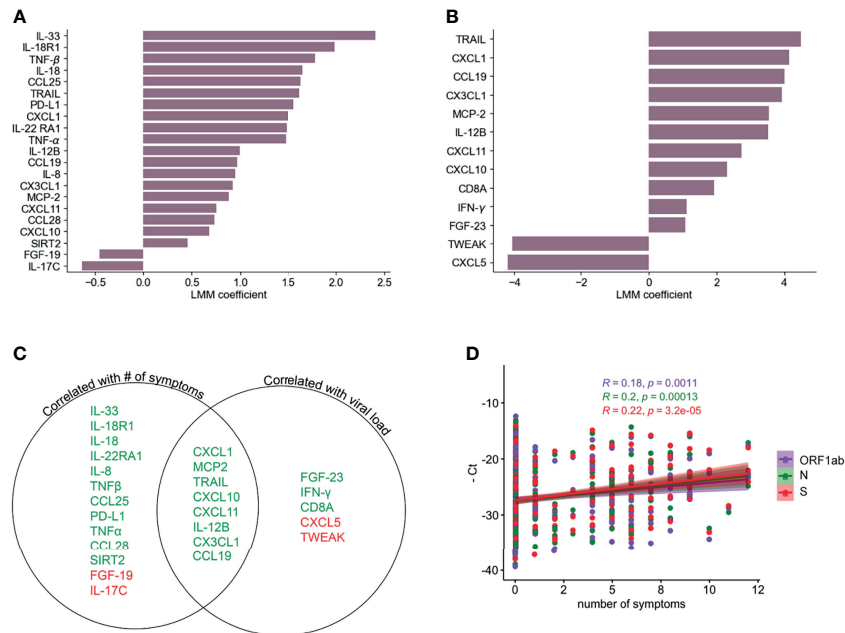 A
IL-33
IL-18R1
TNF-β
IL-18
CCL25
TRAIL
PD-L1
CXCL1
IL-22 RA1
TNF-α
IL-12B
CCL19
IL-8
CX3CL1
MCP-2
CXCL11
CCL28
CXCL10
SIRT2
FGF-19
IL-17C
−0.5 0.0 0.5 1.0 1.5 2.0 2.5
LMM coefficient
B
TRAIL
CXCL1
CCL19
CX3CL1
MCP-2
IL-12B
CXCL11
CXCL10
CD8A
IFN-γ
FGF-23
TWEAK
CXCL5
−4 −2 0 2 4
LMM coefficient
C
Correlated with # of symptoms
IL-33
IL-18R1
IL-18
IL-22RA1
IL-8
TNFβ
CCL25
PD-L1
TNFα
CCL28
SIRT2
FGF-19
IL-17C
CXCL1
MCP2
TRAIL
CXCL10
CXCL11
IL-12B
CX3CL1
CCL19
Correlated with viral load
FGF-23
IFN-γ
CD8A
CXCL5
TWEAK
D
R = 0.18, p = 0.0011
R = 0.2, p = 0.00013
R = 0.22, p = 3.2e-05
-10
-20
-30
-40
- Ct
0 2 5 8 10 12
number of symptoms
ORF1ab
N
S